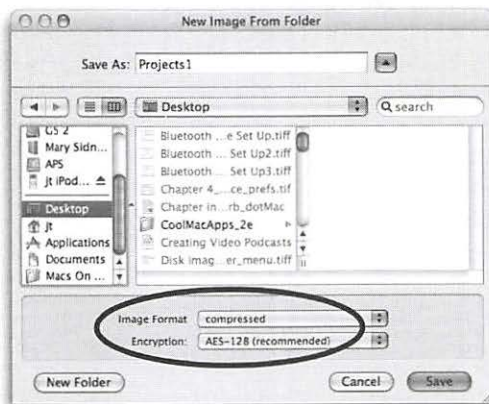 New Image From Folder
Save As: Projects1
Desktop
search
GS 2
Mary Sidn...
APS
jt iPod...
Desktop
jt
Applications
Documents
Macs On ...
Bluetooth ...e Set Up.tiff
Bluetooth ... Set Up2.tiff
Bluetooth ... Set Up3.tiff
Chapter 4_...ce_prefs.tif
Chapter in...rb_dotMac
CoolMacApps_2e
Creating Video Podcasts
Disk imag...er_menu.tiff
Image Format compressed
Encryption: AES-128 (recommended)
New Folder
Cancel
Save